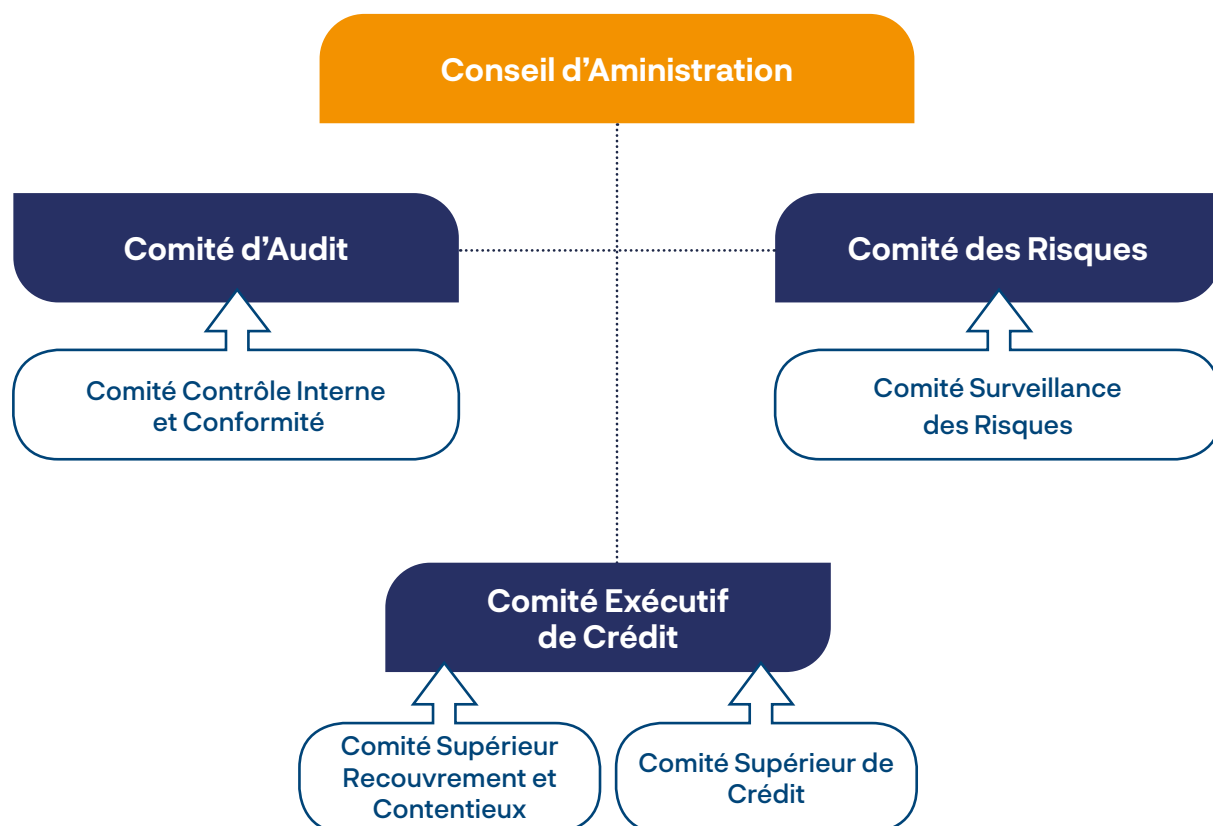 Conseil d’Aministration
Comité d’Audit
Comité des Risques
Comité Contrôle Interne
et Conformité
Comité Surveillance
des Risques
Comité Exécutif
de Crédit
Comité Supérieur
Recouvrement et
Contentieux
Comité Supérieur de
Crédit